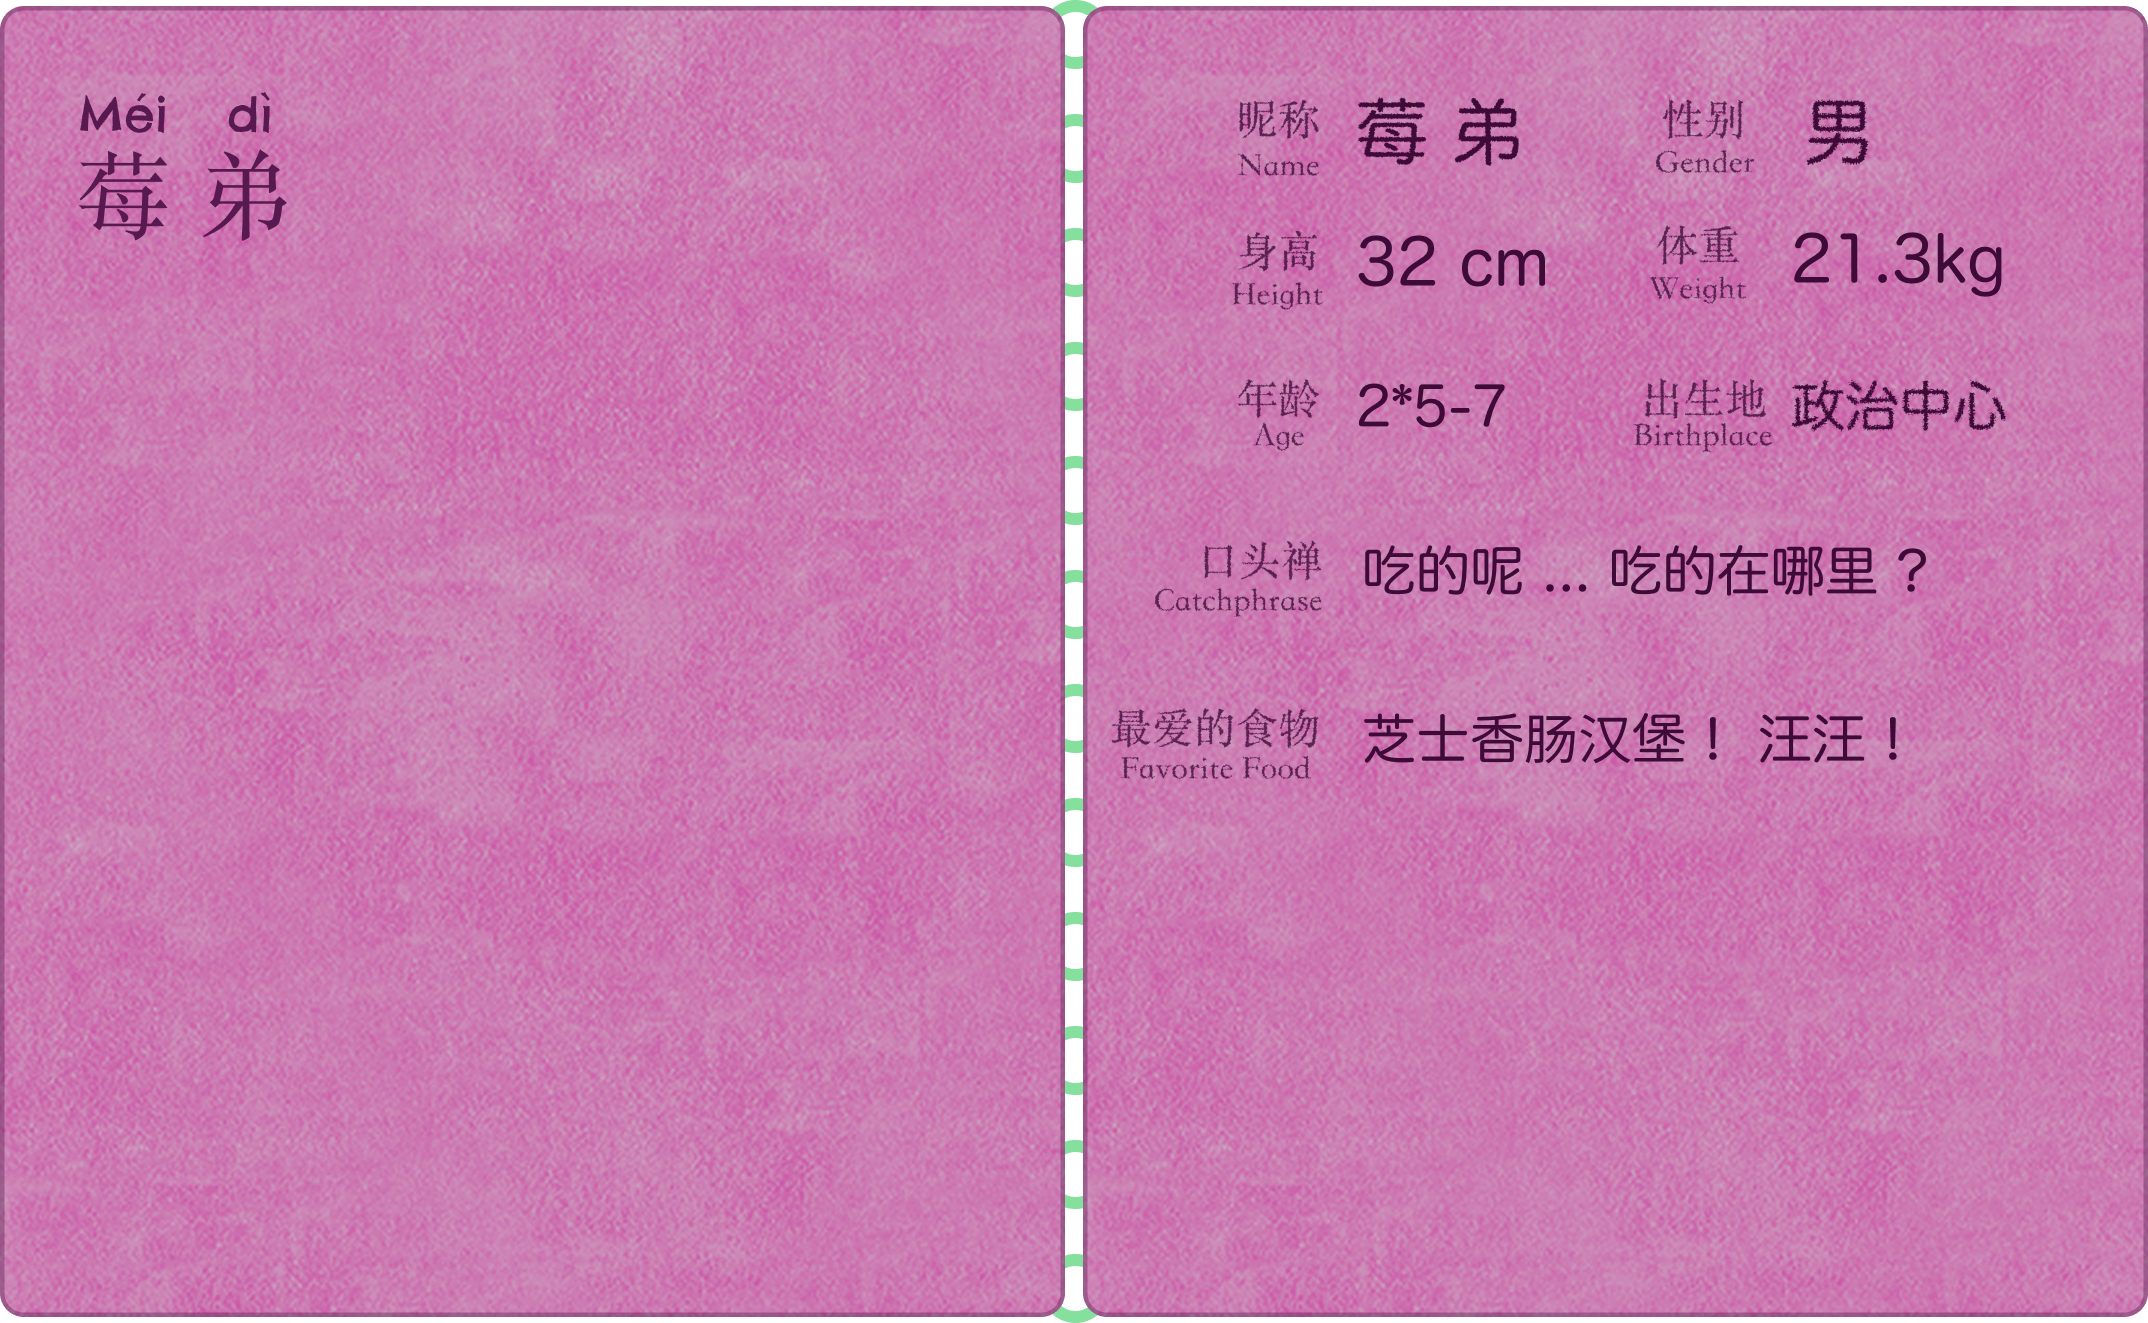 Méi dì
莓 弟
昵称 莓 弟 性别 男
Name Gender
身高 32 cm 体重 21.3kg
Height Weight
年龄 2*5-7 出生地 政治中心
Age Birthplace
口头禅 吃的呢 ... 吃的在哪里 ?
Catchphrase
最爱的食物 芝士香肠汉堡！ 汪汪！
Favorite Food